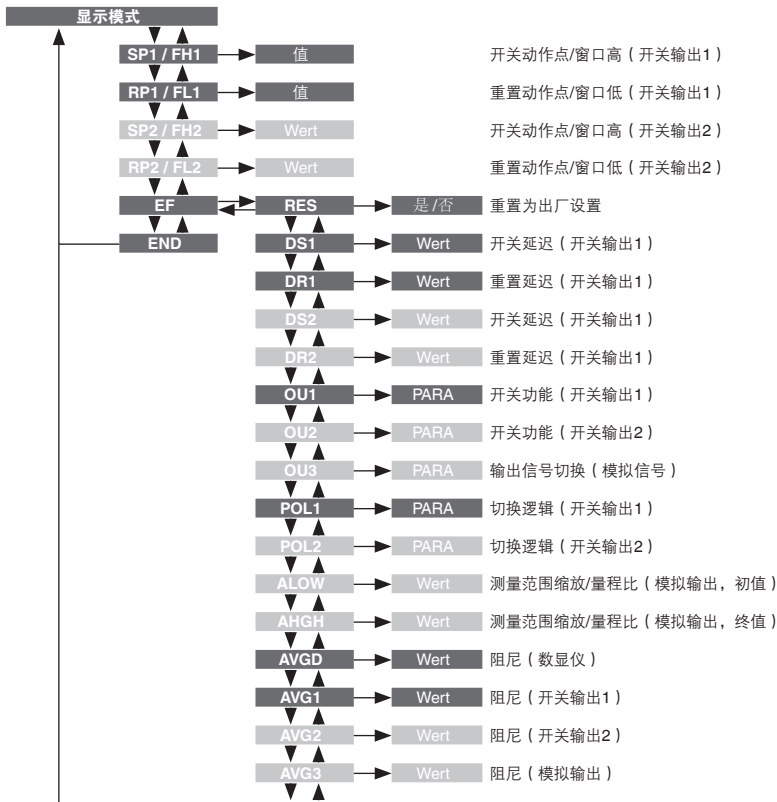 显示模式
SP1 / FH1 值 开关动作点/窗口高（开关输出1）
RP1 / FL1 值 重置动作点/窗口低（开关输出1）
SP2 / FH2 Wert 开关动作点/窗口高（开关输出2）
RP2 / FL2 Wert 重置动作点/窗口低（开关输出2）
EF RES 是 /否 重置为出厂设置
END DS1 Wert 开关延迟（开关输出1）
DR1 Wert 重置延迟（开关输出1）
DS2 Wert 开关延迟（开关输出1）
DR2 Wert 重置延迟（开关输出1）
OU1 PARA 开关功能（开关输出1）
OU2 PARA 开关功能（开关输出2）
OU3 PARA 输出信号切换（模拟信号）
POL1 PARA 切换逻辑（开关输出1）
POL2 PARA 切换逻辑（开关输出2）
ALOW Wert 测量范围缩放/量程比（模拟输出，初值）
AHGH Wert 测量范围缩放/量程比（模拟输出，终值）
AVGD Wert 阻尼（数显仪）
AVG1 Wert 阻尼（开关输出1）
AVG2 Wert 阻尼（开关输出2）
AVG3 Wert 阻尼（模拟输出）